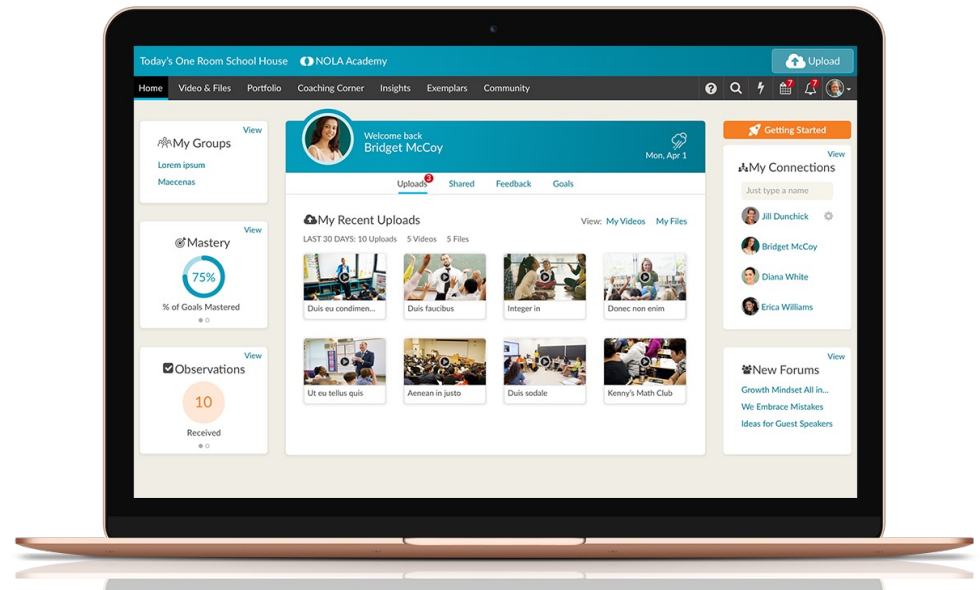 Today's One Room School House NOLA Academy
Upload
Home Video & Files Portfolio Coaching Corner Insights Exemplars Community
7 7
View
My Groups
Lorem ipsum
Maecenas
View
Mastery
75%
% of Goals Mastered
View
Observations
10
Received
Welcome back
Bridget McCoy
Mon, Apr 1
Uploads 3 Shared Feedback Goals
My Recent Uploads
View: My Videos My Files
LAST 30 DAYS: 10 Uploads 5 Videos 5 Files
Duis eu condimen... Duis faucibus Integer in Donec non enim
Ut eu tellus quis Aenean in justo Duis sodale Kenny's Math Club
Getting Started
View
My Connections
Just type a name
Jill Dunchick
Bridget McCoy
Diana White
Erica Williams
View
New Forums
Growth Mindset All in...
We Embrace Mistakes
Ideas for Guest Speakers